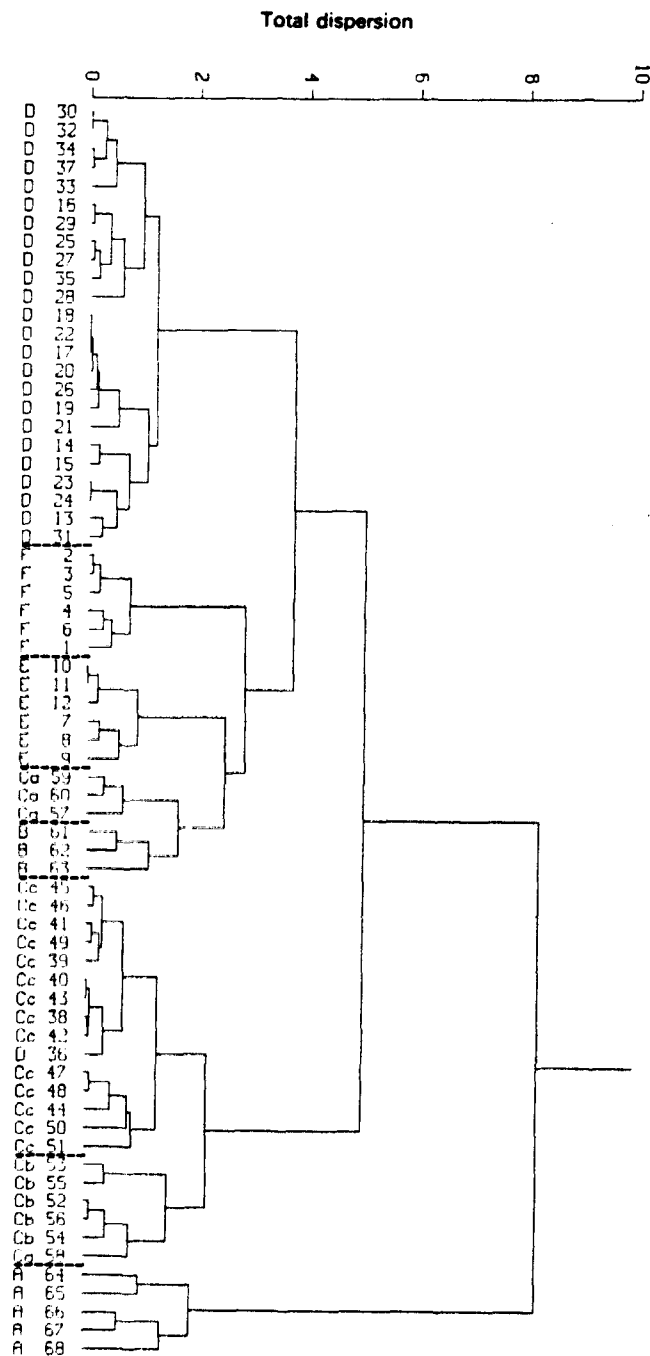 Total dispersion
0 2 4 6 8 10
D 30
D 32
D 34
D 37
D 33
D 16
D 29
D 25
D 27
D 35
D 28
D 18
D 22
D 17
D 20
D 26
D 19
D 21
D 14
D 15
D 23
D 24
D 13
D 31
F 2
F 3
F 5
F 4
F 6
F 1
E 10
E 11
E 12
E 7
E 8
E 9
Ca 59
Ca 60
Ca 57
B 61
B 62
B 63
Cc 45
Cc 46
Cc 41
Cc 49
Cc 39
Cc 40
Cc 43
Cc 38
Cc 42
D 36
Cc 47
Cc 48
Cc 44
Cc 50
Cc 51
Cb 53
Cb 55
Cb 52
Cb 56
Cb 54
Ca 58
A 64
A 65
A 66
A 67
A 68